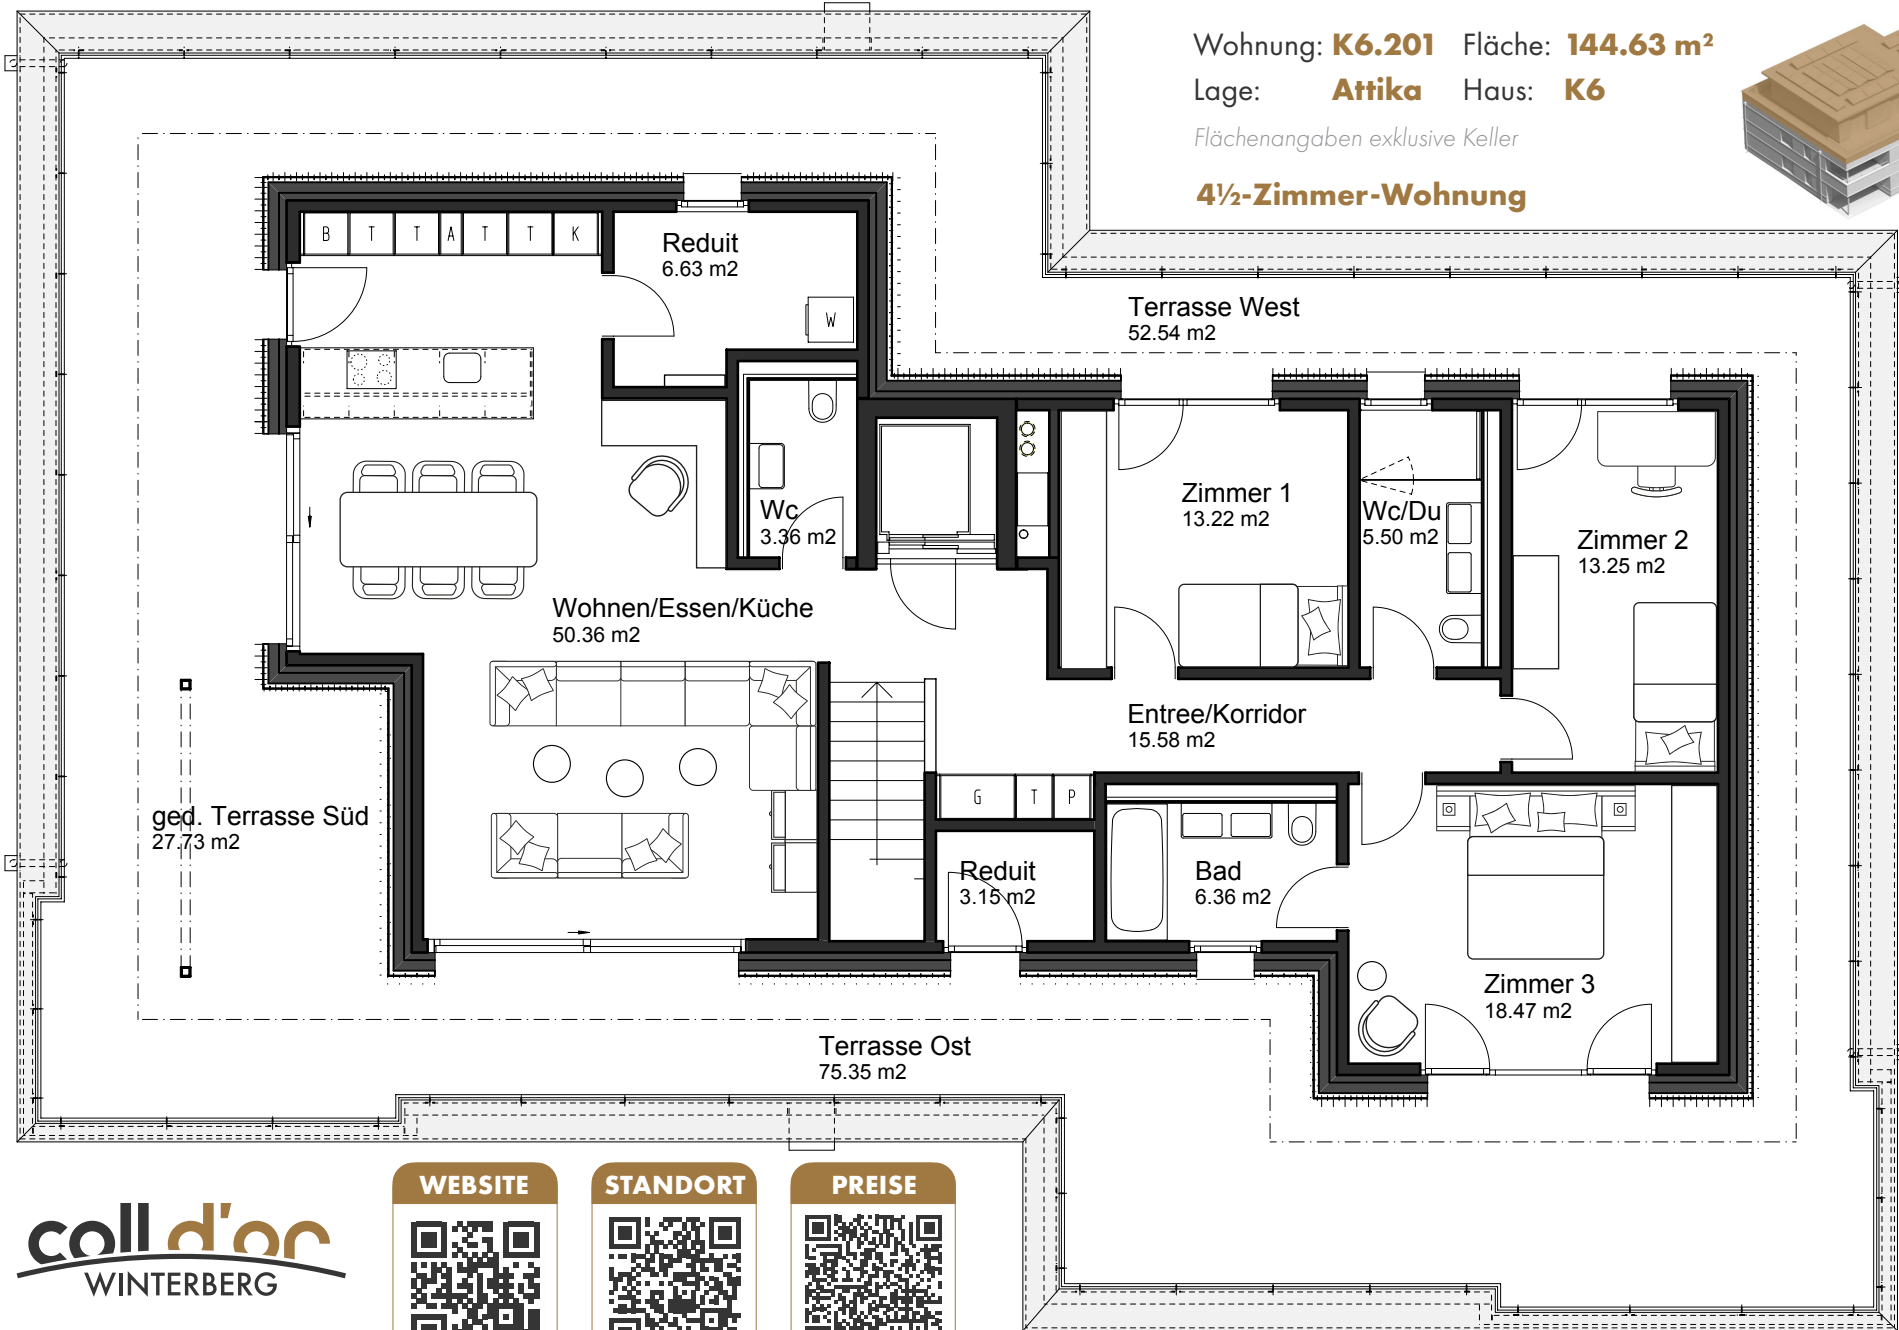 Wohnung: K6.201 Fläche: 144.63 m²
Lage: Attika Haus: K6
Flächenangaben exklusive Keller
4½-Zimmer-Wohnung
B T T A T T K
Reduit
6.63 m2
W
Terrasse West
52.54 m2
Wc
3.36 m2
Zimmer 1
13.22 m2
Wc/Du
5.50 m2
Zimmer 2
13.25 m2
Wohnen/Essen/Küche
50.36 m2
Entree/Korridor
15.58 m2
G T P
ged. Terrasse Süd
27.73 m2
Reduit
3.15 m2
Bad
6.36 m2
Zimmer 3
18.47 m2
Terrasse Ost
75.35 m2
coll d'or
WINTERBERG
WEBSITE
STANDORT
PREISE